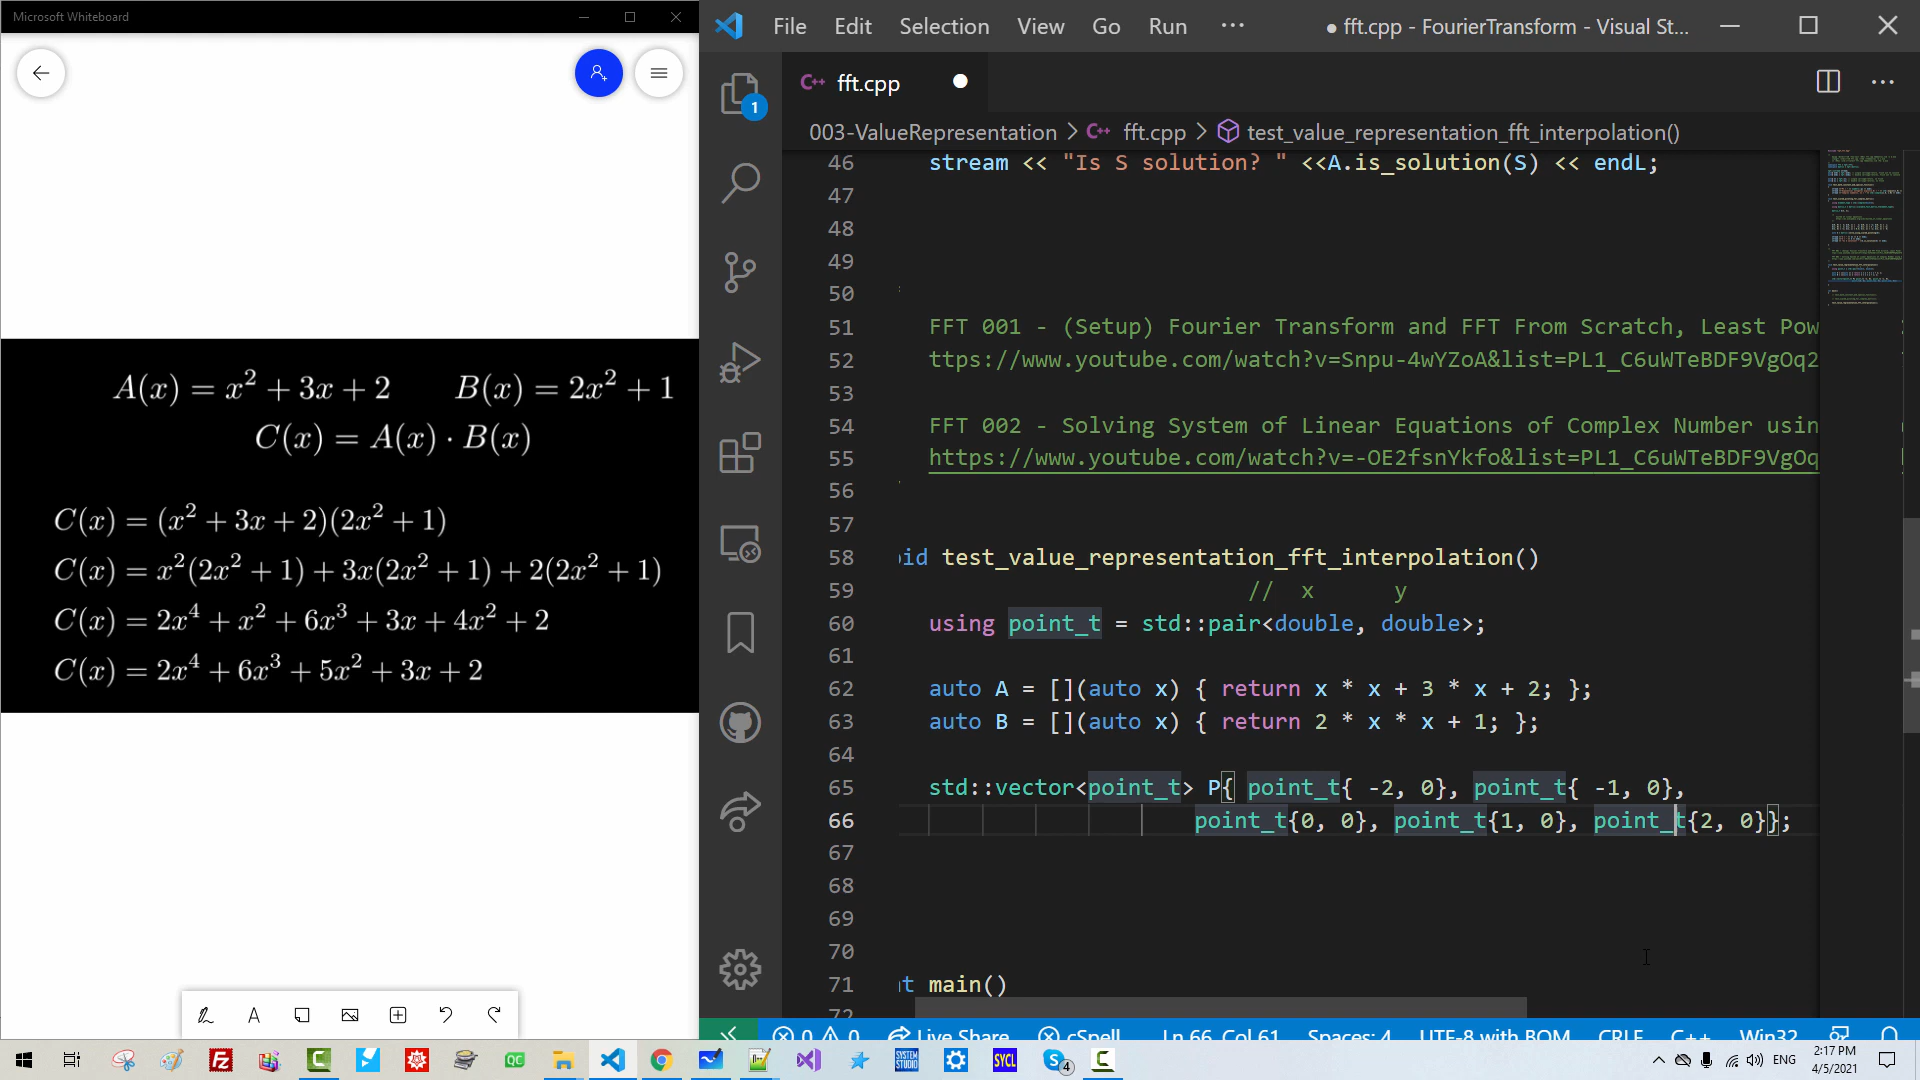 Microsoft Whiteboard
A(x) = x² + 3x + 2 B(x) = 2x² + 1
C(x) = A(x) · B(x)
C(x) = (x² + 3x + 2)(2x² + 1)
C(x) = x²(2x² + 1) + 3x(2x² + 1) + 2(2x² + 1)
C(x) = 2x⁴ + x² + 6x³ + 3x + 4x² + 2
C(x) = 2x⁴ + 6x³ + 5x² + 3x + 2
File Edit Selection View Go Run ··· ● fft.cpp - FourierTransform - Visual St...
1
C++ fft.cpp ●
003-ValueRepresentation > C++ fft.cpp > test_value_representation_fft_interpolation()
46 stream << "Is S solution? " <<A.is_solution(S) << endL;
47
48
49
50
51 FFT 001 - (Setup) Fourier Transform and FFT From Scratch, Least Pow
52 ttps://www.youtube.com/watch?v=Snpu-4wYZoA&list=PL1_C6uWTeBDF9VgOq2
53
54 FFT 002 - Solving System of Linear Equations of Complex Number usin
55 https://www.youtube.com/watch?v=-OE2fsnYkfo&list=PL1_C6uWTeBDF9VgOq
56
57
58 id test_value_representation_fft_interpolation()
59 // x y
60 using point_t = std::pair<double, double>;
61
62 auto A = [](auto x) { return x * x + 3 * x + 2; };
63 auto B = [](auto x) { return 2 * x * x + 1; };
64
65 std::vector<point_t> P{ point_t{ -2, 0}, point_t{ -1, 0},
66 point_t{0, 0}, point_t{1, 0}, point_t{2, 0}};
67
68
69
70
71 t main()
72
0 0 Live Share cSpell Ln 66, Col 61 Spaces: 4 UTF-8 with BOM CRLF C++ Win32
QC SYSTEM STUDIO SYCL 4 ENG 2:17 PM
4/5/2021